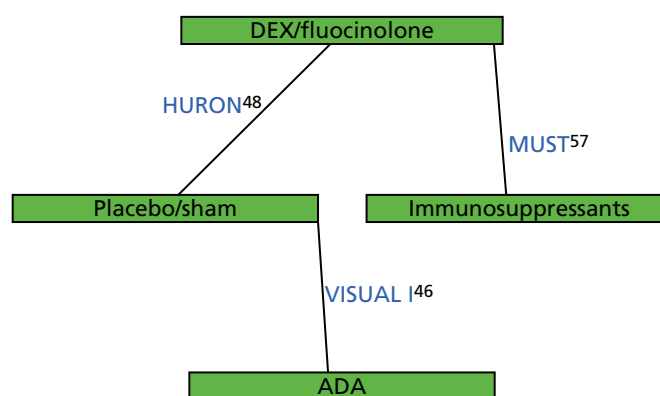 DEX/fluocinolone
HURON48
MUST57
Placebo/sham
Immunosuppressants
VISUAL I46
ADA